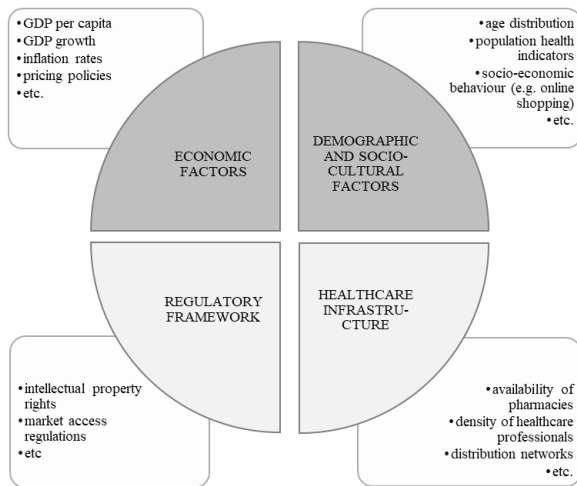 •GDP per capita
•GDP growth
•inflation rates
•pricing policies
•etc.
•age distribution
•population health
indicators
•socio-economic
behaviour (e.g. online
shopping)
•etc.
ECONOMIC
FACTORS
DEMOGRAPHIC
AND SOCIO-
CULTURAL
FACTORS
REGULATORY
FRAMEWORK
HEALTHCARE
INFRASTRU-
CTURE
•intellectual property
rights
•market access
regulations
•etc
•availability of
pharmacies
•density of healthcare
professionals
•distribution networks
•etc.